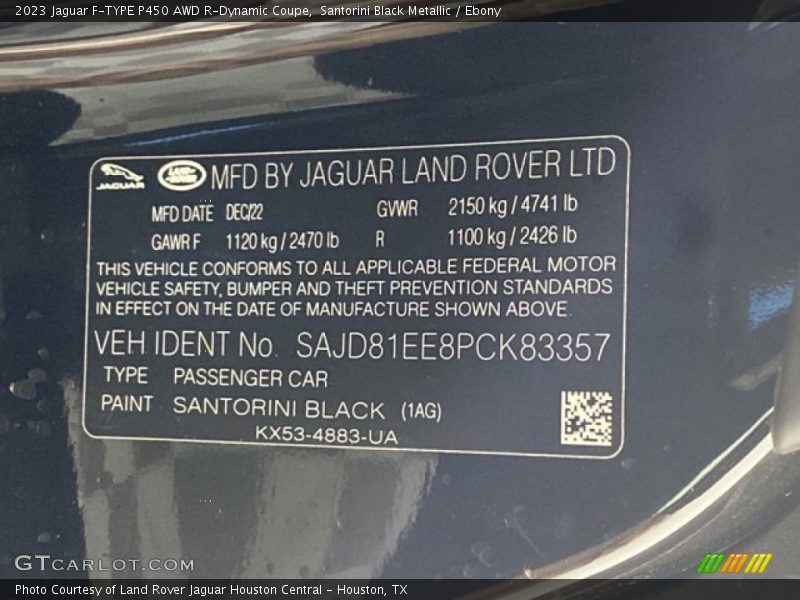 2023 Jaguar F-TYPE P450 AWD R-Dynamic Coupe, Santorini Black Metallic / Ebony
JAGUAR LAND ROVER MFD BY JAGUAR LAND ROVER LTD
MFD DATE DEC/22 GVWR 2150 kg / 4741 lb
GAWR F 1120 kg / 2470 lb R 1100 kg / 2426 lb
THIS VEHICLE CONFORMS TO ALL APPLICABLE FEDERAL MOTOR
VEHICLE SAFETY, BUMPER AND THEFT PREVENTION STANDARDS
IN EFFECT ON THE DATE OF MANUFACTURE SHOWN ABOVE.
VEH. IDENT No. SAJD81EE8PCK83357
TYPE PASSENGER CAR
PAINT SANTORINI BLACK (1AG)
KX53-4883-UA
GTCARLOT.COM
Photo Courtesy of Land Rover Jaguar Houston Central - Houston, TX